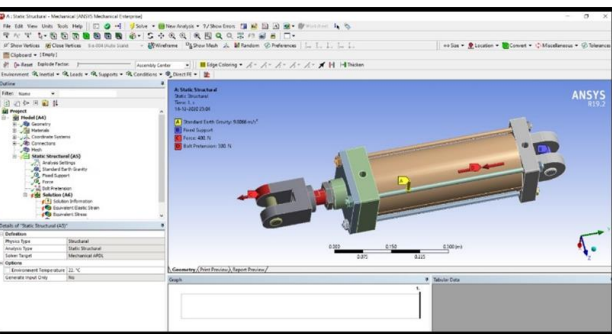 A : Static Structural - Mechanical [ANSYS Mechanical Enterprise]
File Edit View Units Tools Help
Solve New Analysis Show Errors
Show Vertices Close Vertices Wireframe Show Mesh Random Preferences
Size Location Convert Miscellaneous Tolerances
Clipboard [Empty]
Reset Explode Factor: Assembly Center Edge Coloring Thicken
Environment Inertial Loads Supports Conditions Direct FE
Outline
Filter: Name
Project
Model (A4)
Geometry
Materials
Coordinate Systems
Connections
Mesh
Static Structural (A5)
Analysis Settings
Standard Earth Gravity
Fixed Support
Force
Bolt Pretension
Solution (A6)
Solution Information
Equivalent Elastic Strain
Equivalent Stress
A: Static Structural
Static Structural
Time: 1. s
A Standard Earth Gravity: 9.8066 m/s²
B Fixed Support
C Force: 400. N
D Bolt Pretension: 500. N
ANSYS
R19.2
0.000 0.150 0.300 (m)
0.075 0.225
Z
Details of "Static Structural (A5)"
Definition
Physics Type Structural
Analysis Type Static Structural
Solver Target Mechanical APDL
Options
Environment Temperature 22. °C
Generate Input Only No
Geometry Print Preview Report Preview
Graph
Tabular Data
1.